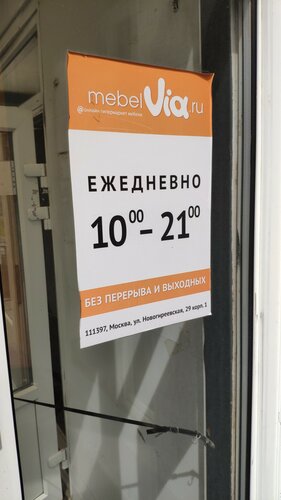 mebelVia.ru
@онлайн гипермаркет мебели
ЕЖЕДНЕВНО
10⁰⁰ – 21⁰⁰
БЕЗ ПЕРЕРЫВА И ВЫХОДНЫХ
111397, Москва, ул. Новогиреевская, 29 корп. 1